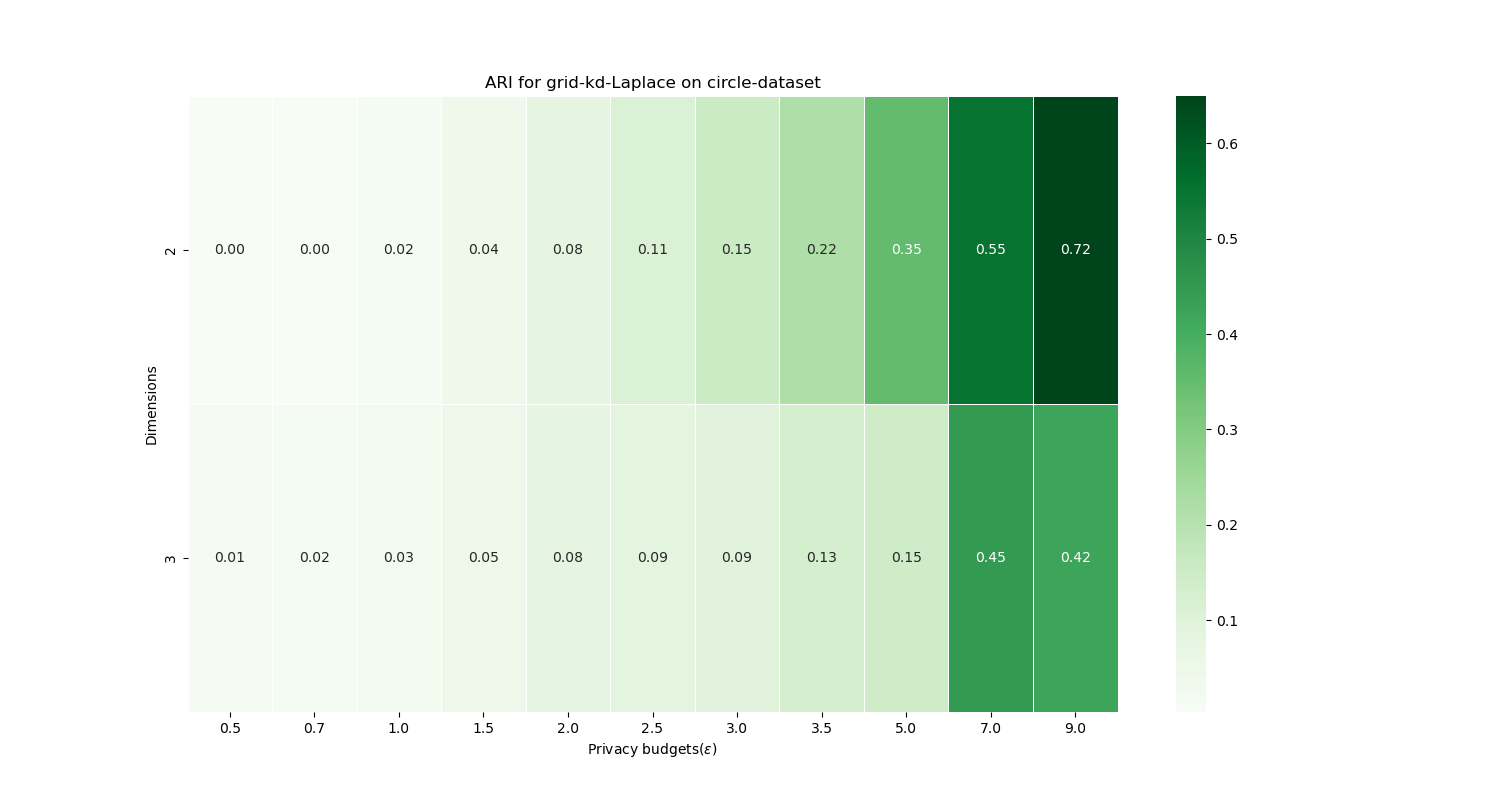 ARI for grid-kd-Laplace on circle-dataset
2 0.00 0.00 0.02 0.04 0.08 0.11 0.15 0.22 0.35 0.55 0.72
3 0.01 0.02 0.03 0.05 0.08 0.09 0.09 0.13 0.15 0.45 0.42
Dimensions
0.5 0.7 1.0 1.5 2.0 2.5 3.0 3.5 5.0 7.0 9.0
Privacy budgets(ε)
0.6
0.5
0.4
0.3
0.2
0.1